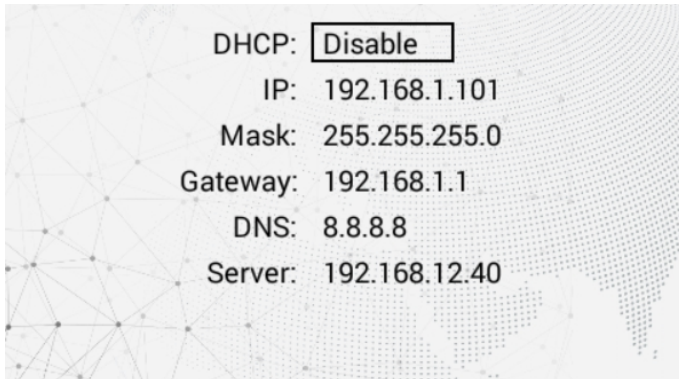 DHCP: Disable
IP: 192.168.1.101
Mask: 255.255.255.0
Gateway: 192.168.1.1
DNS: 8.8.8.8
Server: 192.168.12.40